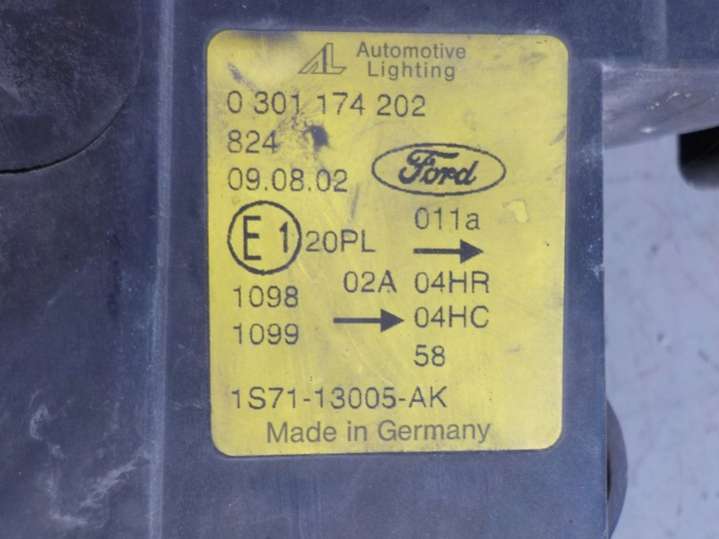 AL Automotive
Lighting
0 301 174 202
824
09.08.02 Ford
E1 20PL 011a
02A 04HR
1098
04HC
1099
58
1S71-13005-AK
Made in Germany